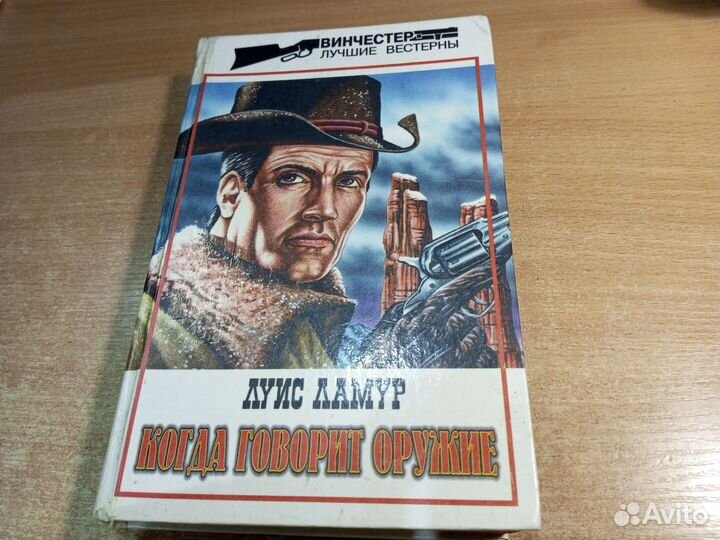 ВИНЧЕСТЕР
ЛУЧШИЕ ВЕСТЕРНЫ
ЛУИС ЛАМУР
КОГДА ГОВОРИТ ОРУЖИЕ
Avito